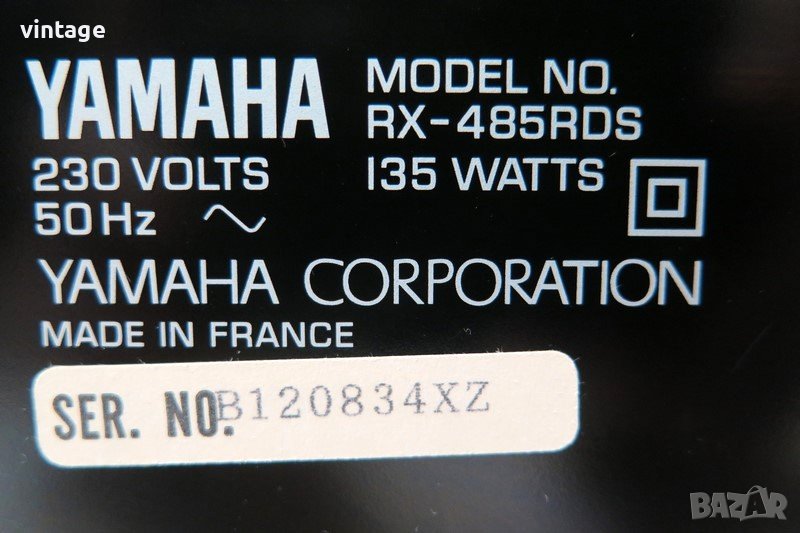 vintage
YAMAHA
MODEL NO.
RX-485RDS
230 VOLTS
135 WATTS
50Hz
YAMAHA CORPORATION
MADE IN FRANCE
SER. NO. B120834XZ
BAZAR